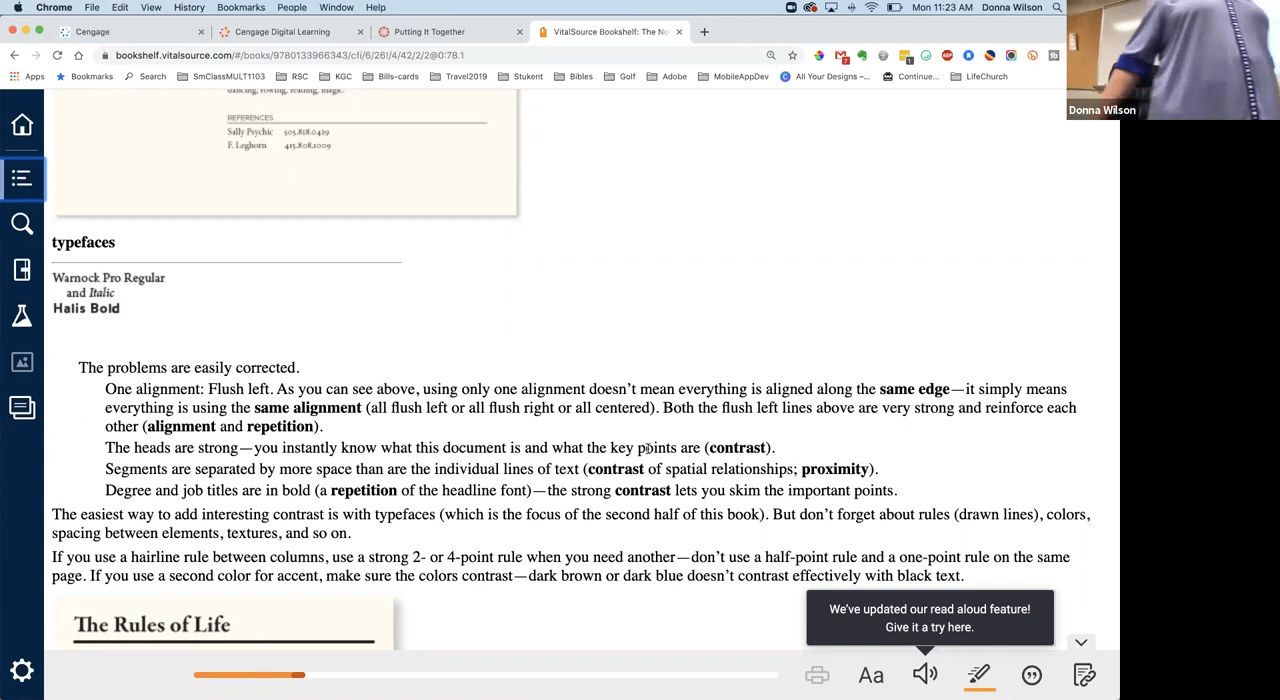 Chrome File Edit View History Bookmarks People Window Help Mon 11:23 AM Donna Wilson
Cengage Cengage Digital Learning Putting It Together VitalSource Bookshelf: The No
bookshelf.vitalsource.com/#/books/9780133966343/cfi/6/26!/4/42/2/2@0:78.1
Apps Bookmarks Search SmClassMULT1103 RSC KGC Bills-cards Travel2019 Stukent Bibles Golf Adobe MobileAppDev All Your Designs –... Continue... LifeChurch
Donna Wilson
dancing, rowing, reading, magic.
REFERENCES
Sally Psychic 505.818.0419
F. Leghorn 415.808.1009
typefaces
Warnock Pro Regular
and Italic
Halis Bold
The problems are easily corrected.
One alignment: Flush left. As you can see above, using only one alignment doesn't mean everything is aligned along the same edge—it simply means
everything is using the same alignment (all flush left or all flush right or all centered). Both the flush left lines above are very strong and reinforce each
other (alignment and repetition).
The heads are strong—you instantly know what this document is and what the key points are (contrast).
Segments are separated by more space than are the individual lines of text (contrast of spatial relationships; proximity).
Degree and job titles are in bold (a repetition of the headline font)—the strong contrast lets you skim the important points.
The easiest way to add interesting contrast is with typefaces (which is the focus of the second half of this book). But don't forget about rules (drawn lines), colors,
spacing between elements, textures, and so on.
If you use a hairline rule between columns, use a strong 2- or 4-point rule when you need another—don't use a half-point rule and a one-point rule on the same
page. If you use a second color for accent, make sure the colors contrast—dark brown or dark blue doesn't contrast effectively with black text.
The Rules of Life
We've updated our read aloud feature!
Give it a try here.
Aa